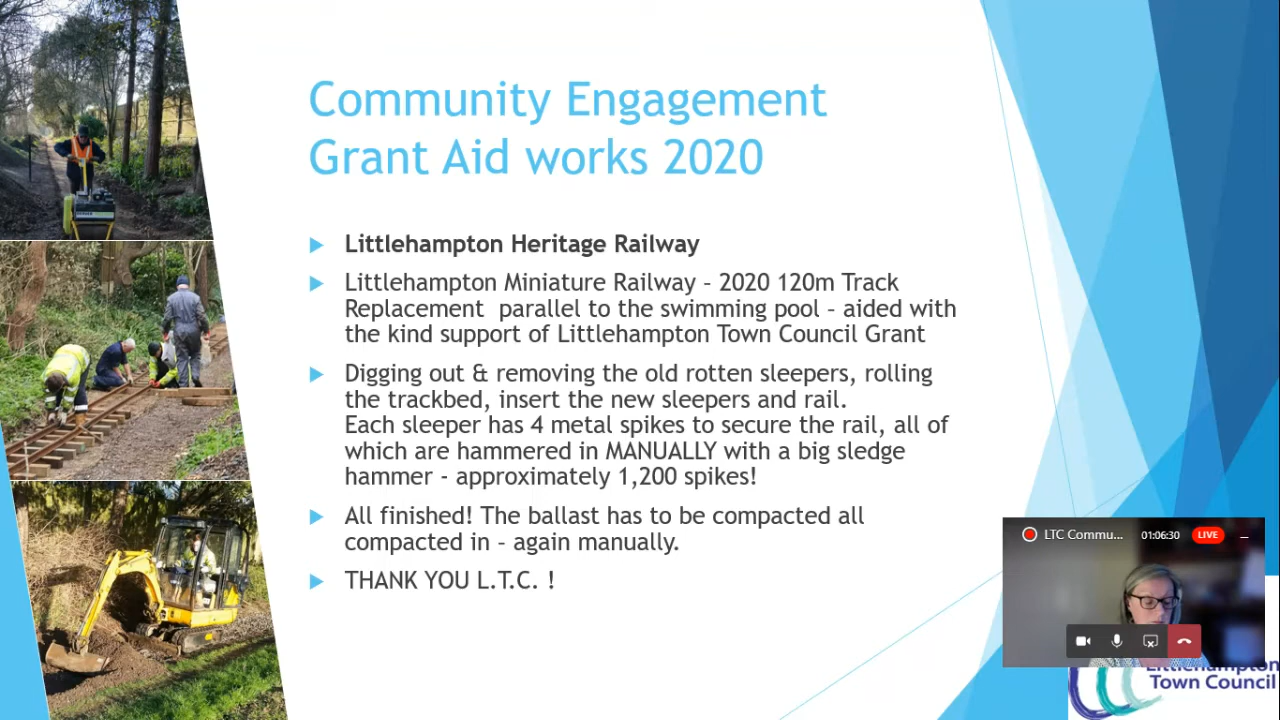 Community Engagement
Grant Aid works 2020
Littlehampton Heritage Railway
Littlehampton Miniature Railway – 2020 120m Track
Replacement parallel to the swimming pool – aided with
the kind support of Littlehampton Town Council Grant
Digging out & removing the old rotten sleepers, rolling
the trackbed, insert the new sleepers and rail.
Each sleeper has 4 metal spikes to secure the rail, all of
which are hammered in MANUALLY with a big sledge
hammer - approximately 1,200 spikes!
All finished! The ballast has to be compacted all
compacted in – again manually.
THANK YOU L.T.C. !
LTC Commu... 01:06:30 LIVE
Littlehampton
Town Council